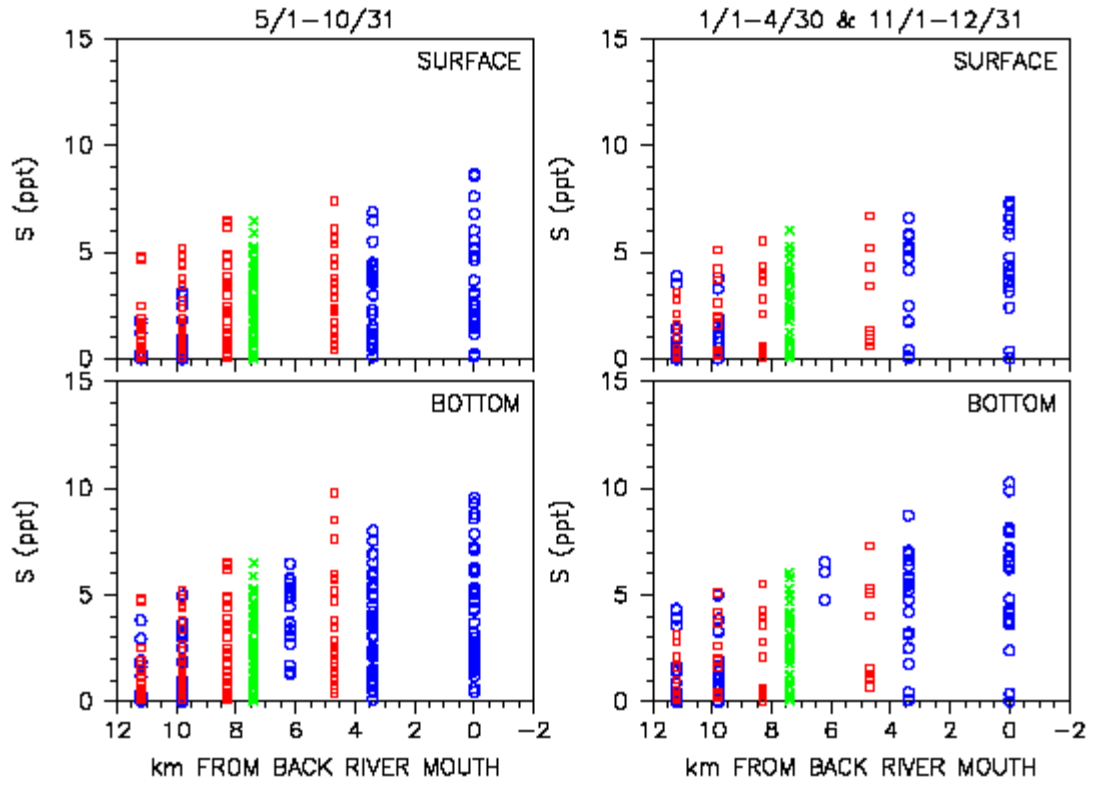 5/1-10/31
1/1-4/30 & 11/1-12/31
15
10
5
0
S (ppt)
SURFACE
15
10
5
0
S (ppt)
SURFACE
15
10
5
0
S (ppt)
BOTTOM
12 10 8 6 4 2 0 -2
km FROM BACK RIVER MOUTH
15
10
5
0
S (ppt)
BOTTOM
12 10 8 6 4 2 0 -2
km FROM BACK RIVER MOUTH